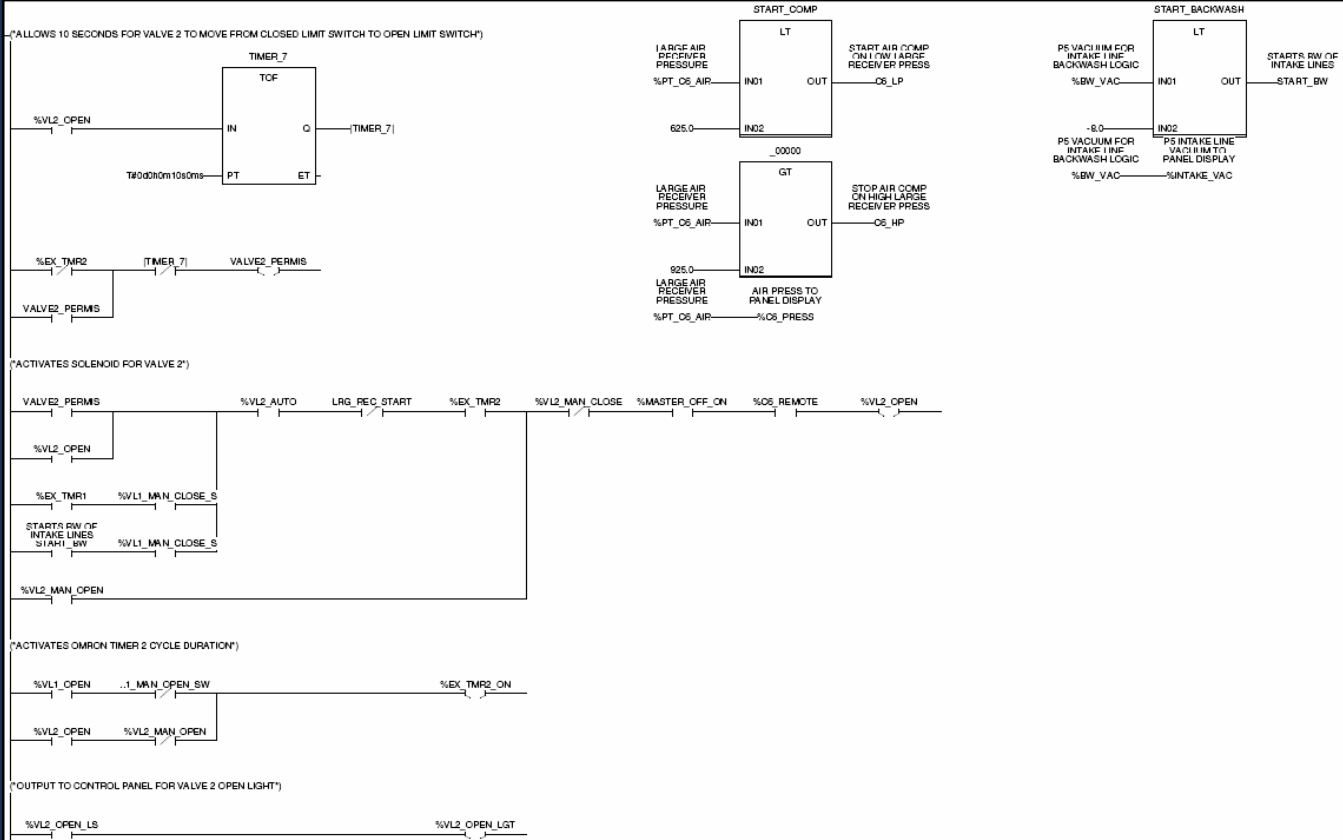 (*ALLOWS 10 SECONDS FOR VALVE 2 TO MOVE FROM CLOSED LIMIT SWITCH TO OPEN LIMIT SWITCH*)
TIMER_7
TOF
%VL2_OPEN
IN
Q
|TIMER_7|
T#0d0h0m10s0ms
PT
ET
%EX_TMR2
|TIMER_7|
VALVE2_PERMIS
VALVE2_PERMIS
(*ACTIVATES SOLENOID FOR VALVE 2*)
VALVE2_PERMIS
%VL2_AUTO
LRG_REC_START
%EX_TMR2
%VL2_MAN_CLOSE
%MASTER_OFF_ON
%C6_REMOTE
%VL2_OPEN
%VL2_OPEN
%EX_TMR1
%VL1_MAN_CLOSE_S
STARTS BW OF
INTAKE LINES
START_BW
%VL1_MAN_CLOSE_S
%VL2_MAN_OPEN
(*ACTIVATES OMRON TIMER 2 CYCLE DURATION*)
%VL1_OPEN
..1_MAN_OPEN_SW
%EX_TMR2_ON
%VL2_OPEN
%VL2_MAN_OPEN
(*OUTPUT TO CONTROL PANEL FOR VALVE 2 OPEN LIGHT*)
%VL2_OPEN_LS
%VL2_OPEN_LGT
START_COMP
LT
LARGE AIR
RECEIVER
PRESSURE
%PT_C6_AIR
IN01
OUT
START AIR COMP
ON LOW LARGE
RECEIVER PRESS
C6_LP
625.0
IN02
_00000
GT
LARGE AIR
RECEIVER
PRESSURE
%PT_C6_AIR
IN01
OUT
STOP AIR COMP
ON HIGH LARGE
RECEIVER PRESS
C6_HP
925.0
IN02
LARGE AIR
RECEIVER
PRESSURE
%PT_C6_AIR
AIR PRESS TO
PANEL DISPLAY
%C6_PRESS
START_BACKWASH
LT
P5 VACUUM FOR
INTAKE LINE
BACKWASH LOGIC
%BW_VAC
IN01
OUT
STARTS BW OF
INTAKE LINES
START_BW
-8.0
IN02
P5 VACUUM FOR
INTAKE LINE
BACKWASH LOGIC
%BW_VAC
P5 INTAKE LINE
VACUUM TO
PANEL DISPLAY
%INTAKE_VAC